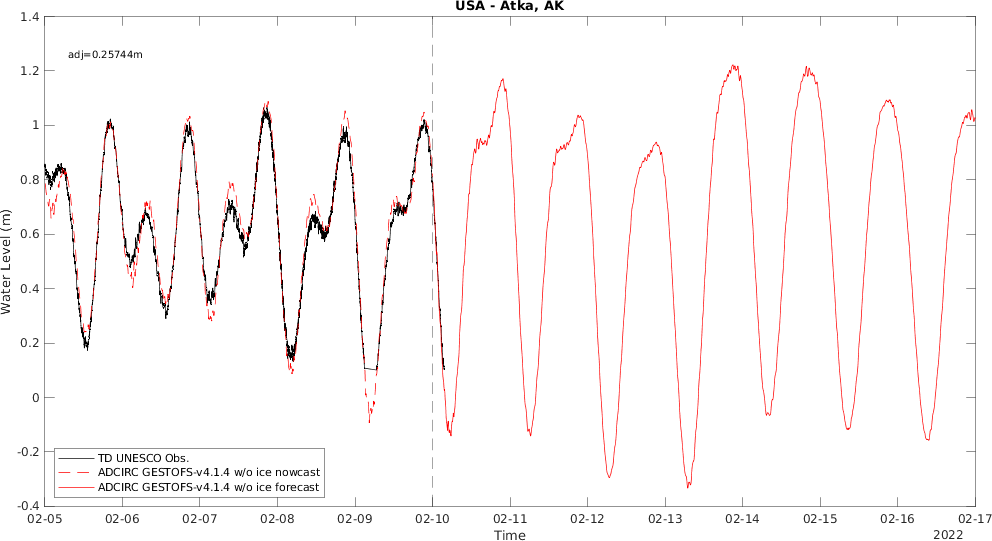 USA - Atka, AK
adj=0.25744m
Water Level (m)
1.4
1.2
1
0.8
0.6
0.4
0.2
0
-0.2
-0.4
TD UNESCO Obs.
ADCIRC GESTOFS-v4.1.4 w/o ice nowcast
ADCIRC GESTOFS-v4.1.4 w/o ice forecast
02-05 02-06 02-07 02-08 02-09 02-10 02-11 02-12 02-13 02-14 02-15 02-16 02-17
Time
2022